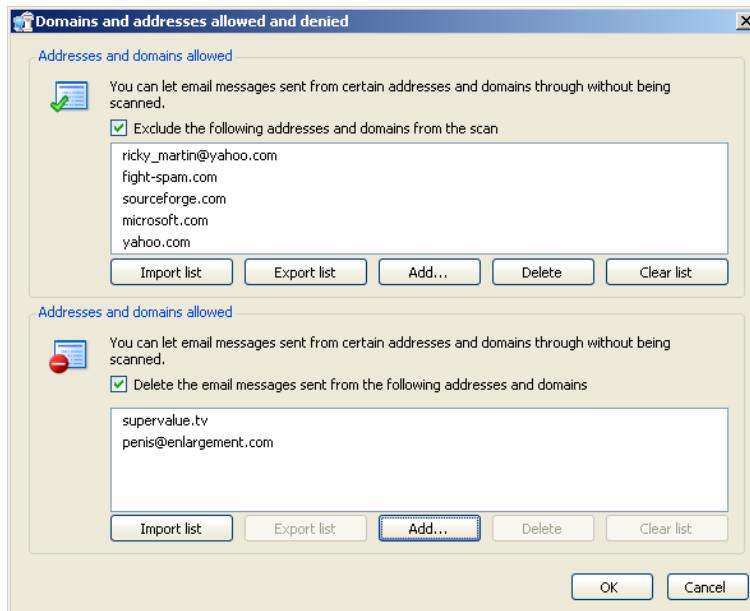 Domains and addresses allowed and denied
Addresses and domains allowed
You can let email messages sent from certain addresses and domains through without being
scanned.
Exclude the following addresses and domains from the scan
ricky_martin@yahoo.com
fight-spam.com
sourceforge.com
microsoft.com
yahoo.com
Import list Export list Add... Delete Clear list
Addresses and domains allowed
You can let email messages sent from certain addresses and domains through without being
scanned.
Delete the email messages sent from the following addresses and domains
supervalue.tv
penis@enlargement.com
Import list Export list Add... Delete Clear list
OK Cancel